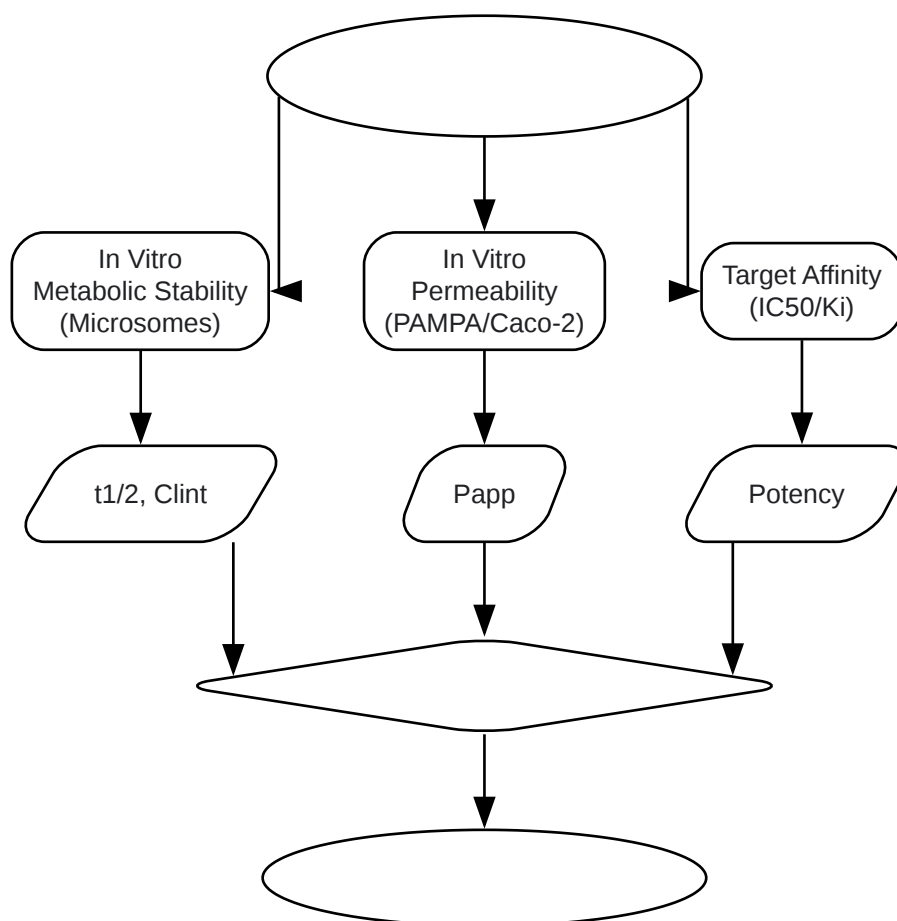 In Vitro
Metabolic Stability
(Microsomes)
In Vitro
Permeability
(PAMPA/Caco-2)
Target Affinity
(IC50/Ki)
t1/2, Clint
Papp
Potency